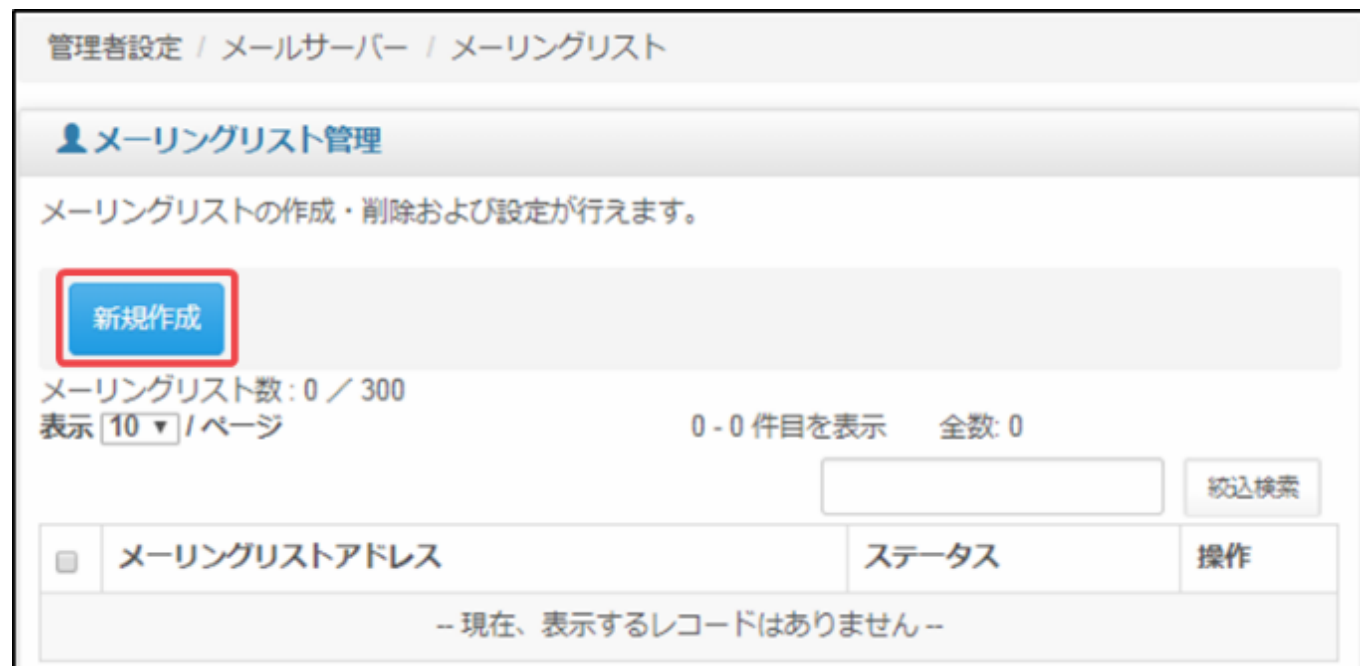 管理者設定 / メールサーバー / メーリングリスト
メーリングリスト管理
メーリングリストの作成・削除および設定が行えます。
新規作成
メーリングリスト数 : 0 ／ 300
表示 10 ▼ / ページ 0 - 0 件目を表示 全数: 0
絞込検索
メーリングリストアドレス ステータス 操作
-- 現在、表示するレコードはありません --